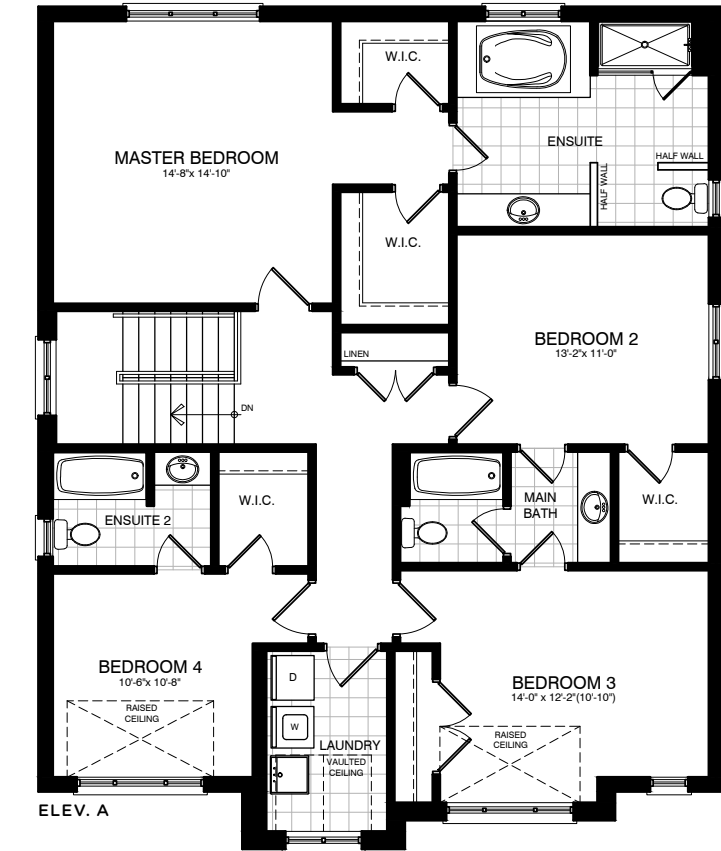 W.I.C.
ENSUITE
MASTER BEDROOM
14'-8"x 14'-10"
HALF WALL
HALF WALL
W.I.C.
BEDROOM 2
13'-2"x 11'-0"
LINEN
DN
W.I.C.
MAIN
BATH
W.I.C.
ENSUITE 2
BEDROOM 4
10'-6"x 10'-8"
RAISED
CEILING
D
W
LAUNDRY
VAULTED
CEILING
BEDROOM 3
14'-0" x 12'-2"(10'-10")
RAISED
CEILING
ELEV. A